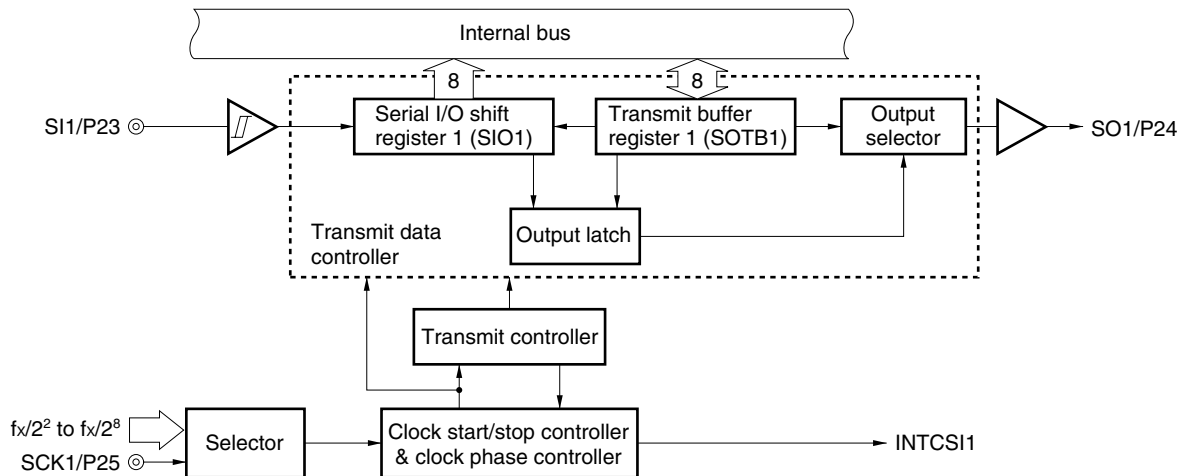 Internal bus
8
8
SI1/P23
Serial I/O shift
register 1 (SIO1)
Transmit buffer
register 1 (SOTB1)
Output
selector
SO1/P24
Output latch
Transmit data
controller
Transmit controller
fx/2² to fx/2⁸
SCK1/P25
Selector
Clock start/stop controller
& clock phase controller
INTCSI1